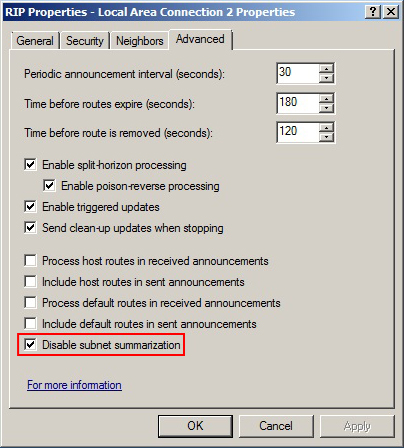 RIP Properties - Local Area Connection 2 Properties
General Security Neighbors Advanced
Periodic announcement interval (seconds): 30
Time before routes expire (seconds): 180
Time before route is removed (seconds): 120
Enable split-horizon processing
Enable poison-reverse processing
Enable triggered updates
Send clean-up updates when stopping
Process host routes in received announcements
Include host routes in sent announcements
Process default routes in received announcements
Include default routes in sent announcements
Disable subnet summarization
For more information
OK Cancel Apply